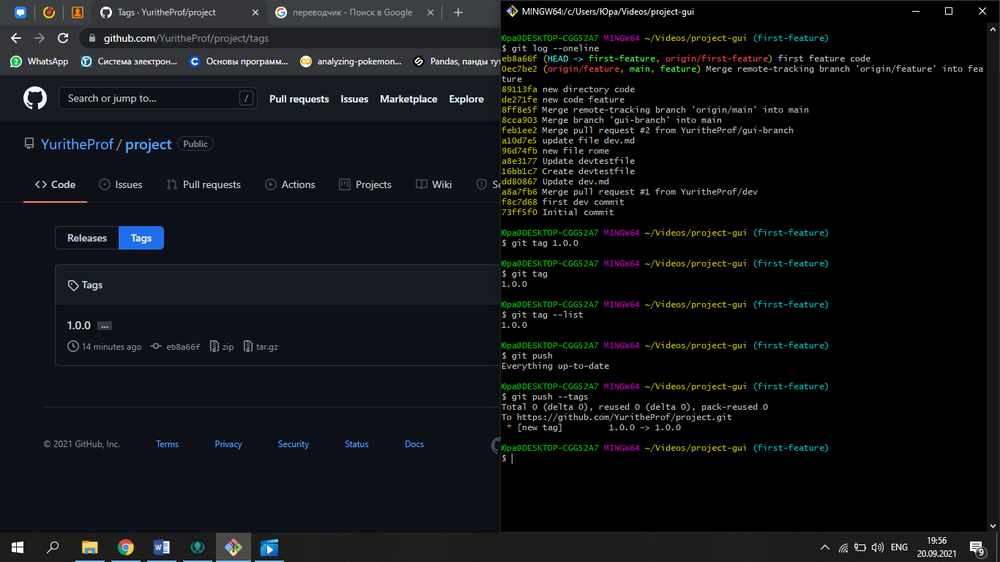 Tags · YuritheProf/project
переводчик - Поиск в Google
github.com/YuritheProf/project/tags
WhatsApp
Система электрон...
Основы программ...
analyzing-pokemon...
Pandas, панды ту
Search or jump to...
/
Pull requests
Issues
Marketplace
Explore
YuritheProf / project
Public
Code
Issues
Pull requests
Actions
Projects
Wiki
Se
Releases
Tags
Tags
1.0.0
...
14 minutes ago
eb8a66f
zip
tar.gz
© 2021 GitHub, Inc.
Terms
Privacy
Security
Status
Docs
MINGW64:/c/Users/Юра/Videos/project-gui
Юра@DESKTOP-CGG52A7 MINGW64 ~/Videos/project-gui (first-feature)
$ git log --oneline
eb8a66f (HEAD -> first-feature, origin/first-feature) first feature code
0ec7be2 (origin/feature, main, feature) Merge remote-tracking branch 'origin/feature' into fea
ture
89113fa new directory code
de271fe new code feature
8ff8e5f Merge remote-tracking branch 'origin/main' into main
8cca903 Merge branch 'gui-branch' into main
feb1ee2 Merge pull request #2 from YuritheProf/gui-branch
a10d7e5 update file dev.md
96d74fb new file rome
a8e3177 Update devtestfile
16bb1c7 Create devtestfile
dd80867 Update dev.md
a8a7fb6 Merge pull request #1 from YuritheProf/dev
f8c7d68 first dev commit
73ff5f0 Initial commit
Юра@DESKTOP-CGG52A7 MINGW64 ~/Videos/project-gui (first-feature)
$ git tag 1.0.0
Юра@DESKTOP-CGG52A7 MINGW64 ~/Videos/project-gui (first-feature)
$ git tag
1.0.0
Юра@DESKTOP-CGG52A7 MINGW64 ~/Videos/project-gui (first-feature)
$ git tag --list
1.0.0
Юра@DESKTOP-CGG52A7 MINGW64 ~/Videos/project-gui (first-feature)
$ git push
Everything up-to-date
Юра@DESKTOP-CGG52A7 MINGW64 ~/Videos/project-gui (first-feature)
$ git push --tags
Total 0 (delta 0), reused 0 (delta 0), pack-reused 0
To https://github.com/YuritheProf/project.git
* [new tag] 1.0.0 -> 1.0.0
Юра@DESKTOP-CGG52A7 MINGW64 ~/Videos/project-gui (first-feature)
$
ENG
19:56
20.09.2021
9